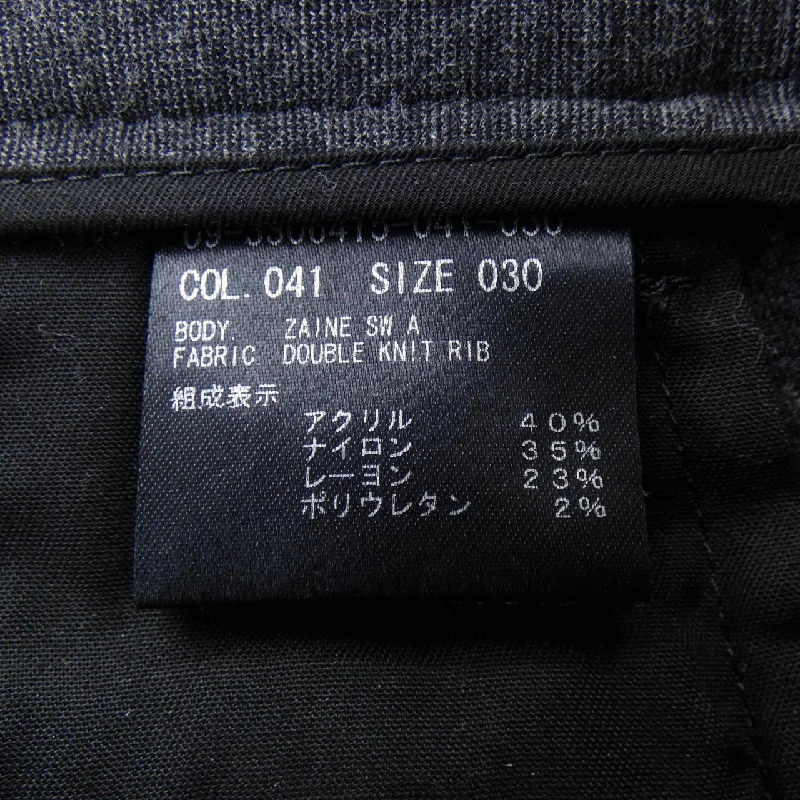 COL. 041 SIZE 030
BODY ZAINE SW A
FABRIC DOUBLE KNIT RIB
組成表示
アクリル 40%
ナイロン 35%
レーヨン 23%
ポリウレタン 2%